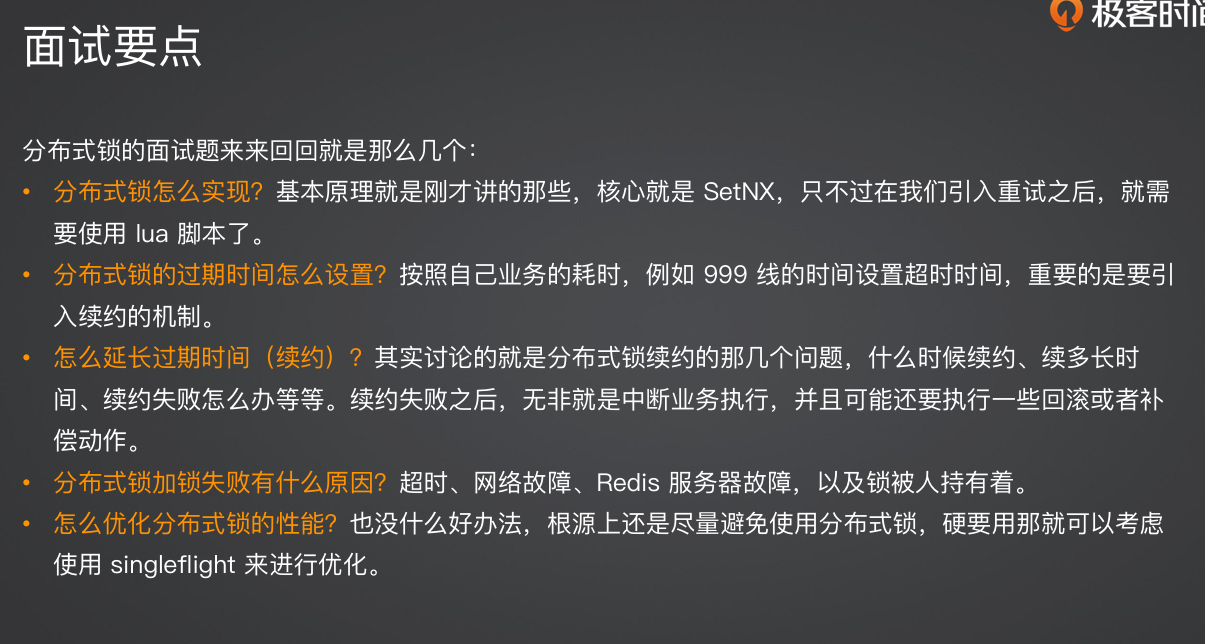 极客时间
面试要点
分布式锁的面试题来来回回就是那么几个：
• 分布式锁怎么实现？基本原理就是刚才讲的那些，核心就是 SetNX，只不过在我们引入重试之后，就需
要使用 lua 脚本了。
• 分布式锁的过期时间怎么设置？按照自己业务的耗时，例如 999 线的时间设置超时时间，重要的是要引
入续约的机制。
• 怎么延长过期时间（续约）？其实讨论的就是分布式锁续约的那几个问题，什么时候续约、续多长时
间、续约失败怎么办等等。续约失败之后，无非就是中断业务执行，并且可能还要执行一些回滚或者补
偿动作。
• 分布式锁加锁失败有什么原因？超时、网络故障、Redis 服务器故障，以及锁被人持有着。
• 怎么优化分布式锁的性能？也没什么好办法，根源上还是尽量避免使用分布式锁，硬要用那就可以考虑
使用 singleflight 来进行优化。